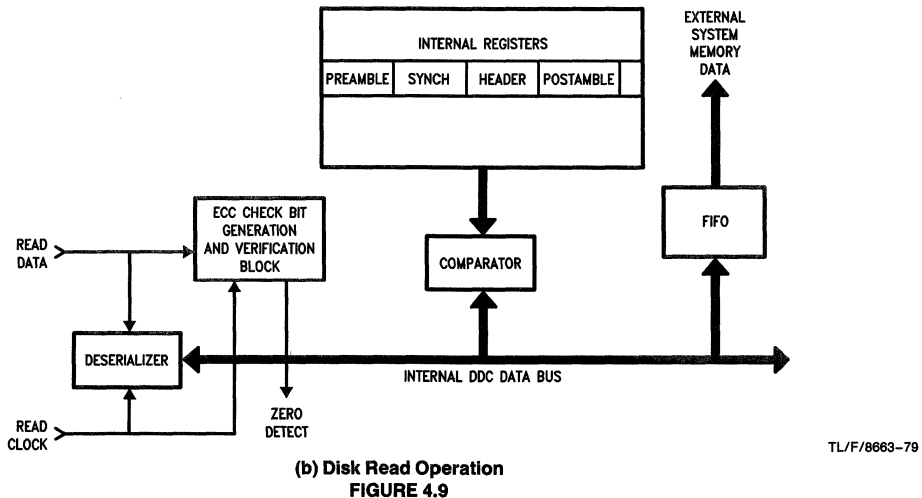 INTERNAL REGISTERS
PREAMBLE SYNCH HEADER POSTAMBLE
EXTERNAL
SYSTEM
MEMORY
DATA
ECC CHECK BIT
GENERATION
AND VERIFICATION
BLOCK
READ
DATA
COMPARATOR
FIFO
DESERIALIZER
INTERNAL DDC DATA BUS
READ
CLOCK
ZERO
DETECT
TL/F/8663-79
(b) Disk Read Operation
FIGURE 4.9